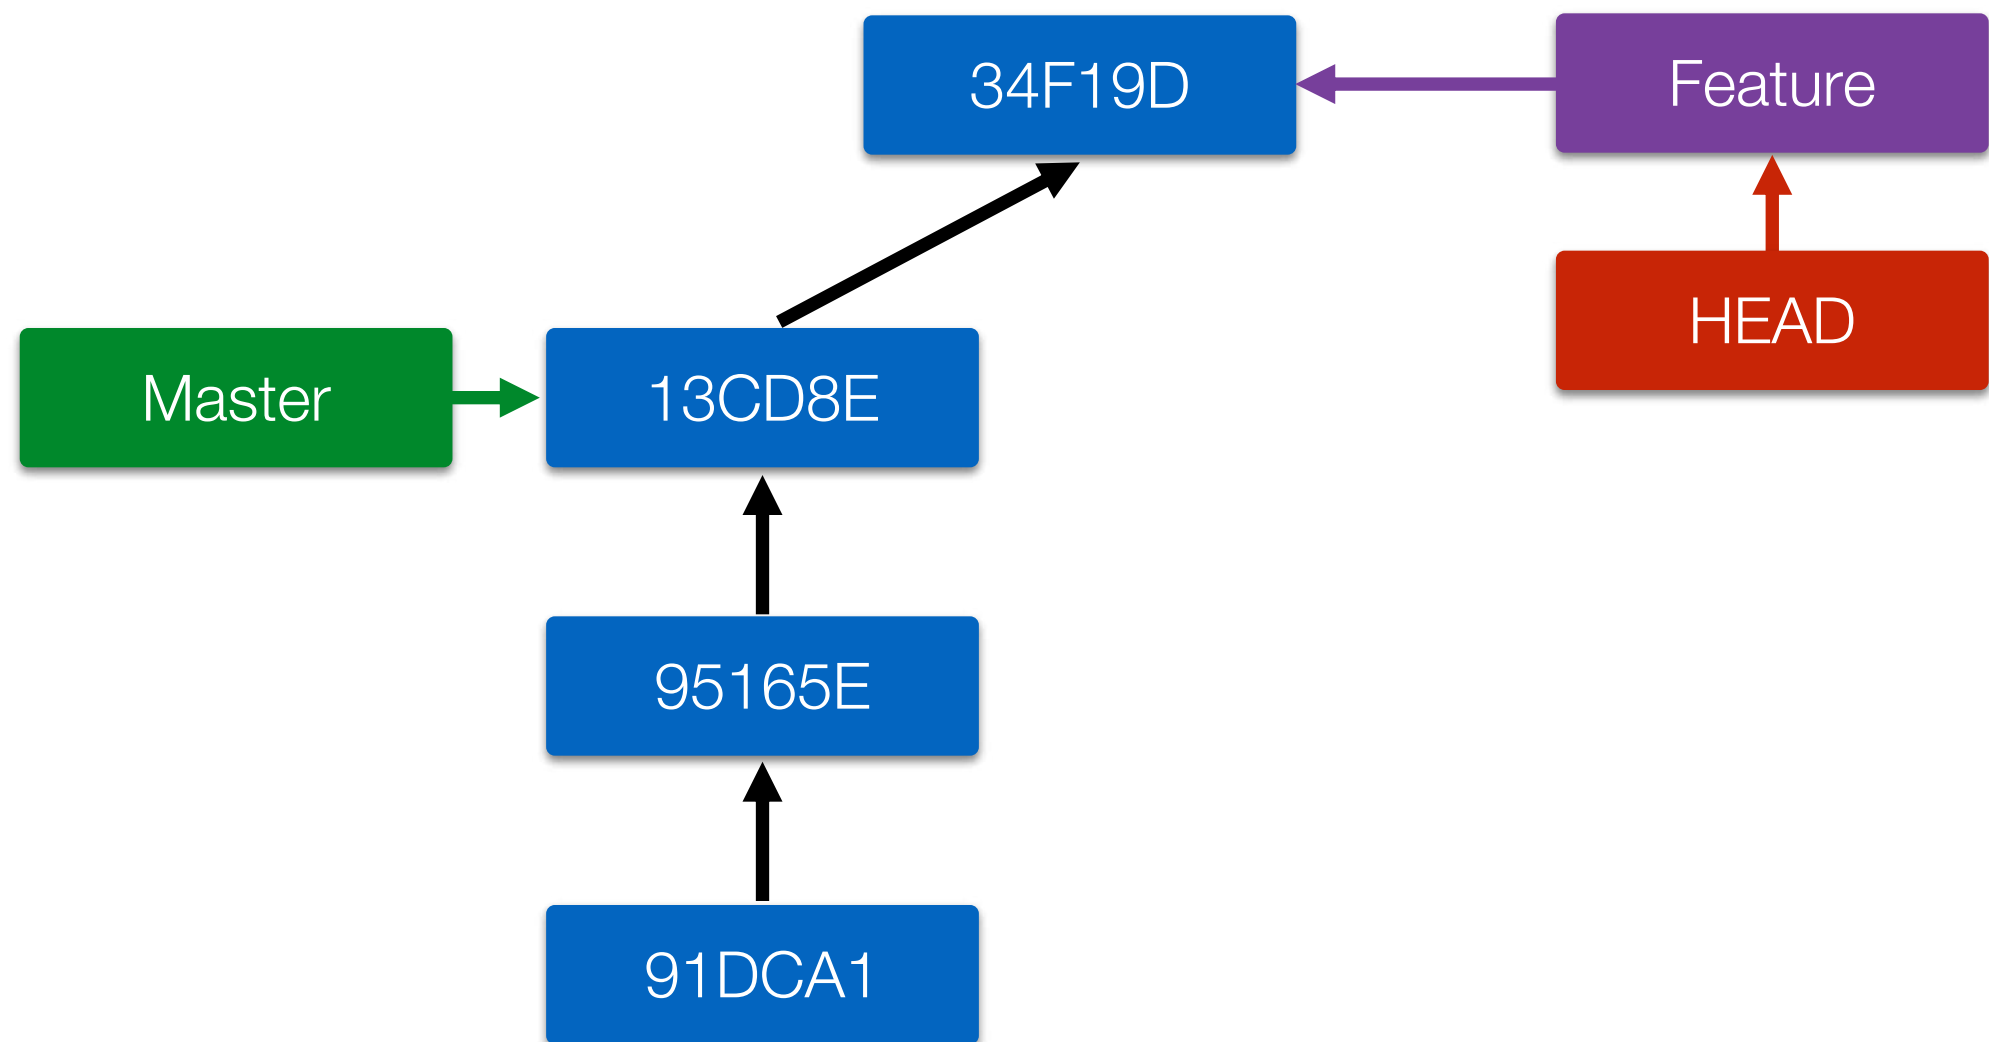 34F19D
Feature
HEAD
Master
13CD8E
95165E
91DCA1